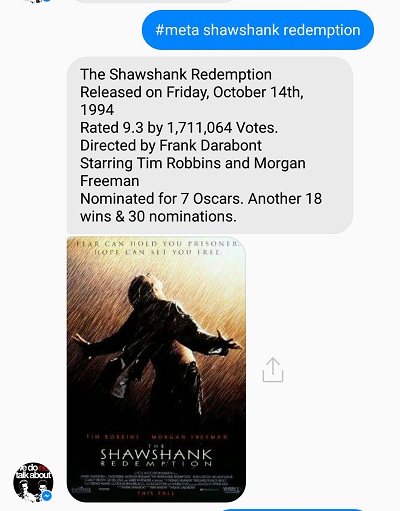 #meta shawshank redemption
The Shawshank Redemption
Released on Friday, October 14th,
1994
Rated 9.3 by 1,711,064 Votes.
Directed by Frank Darabont
Starring Tim Robbins and Morgan
Freeman
Nominated for 7 Oscars. Another 18
wins & 30 nominations.
FEAR CAN HOLD YOU PRISONER.
HOPE CAN SET YOU FREE.
TIM ROBBINS MORGAN FREEMAN
THE
SHAWSHANK
REDEMPTION
THIS FALL
we do
talk about